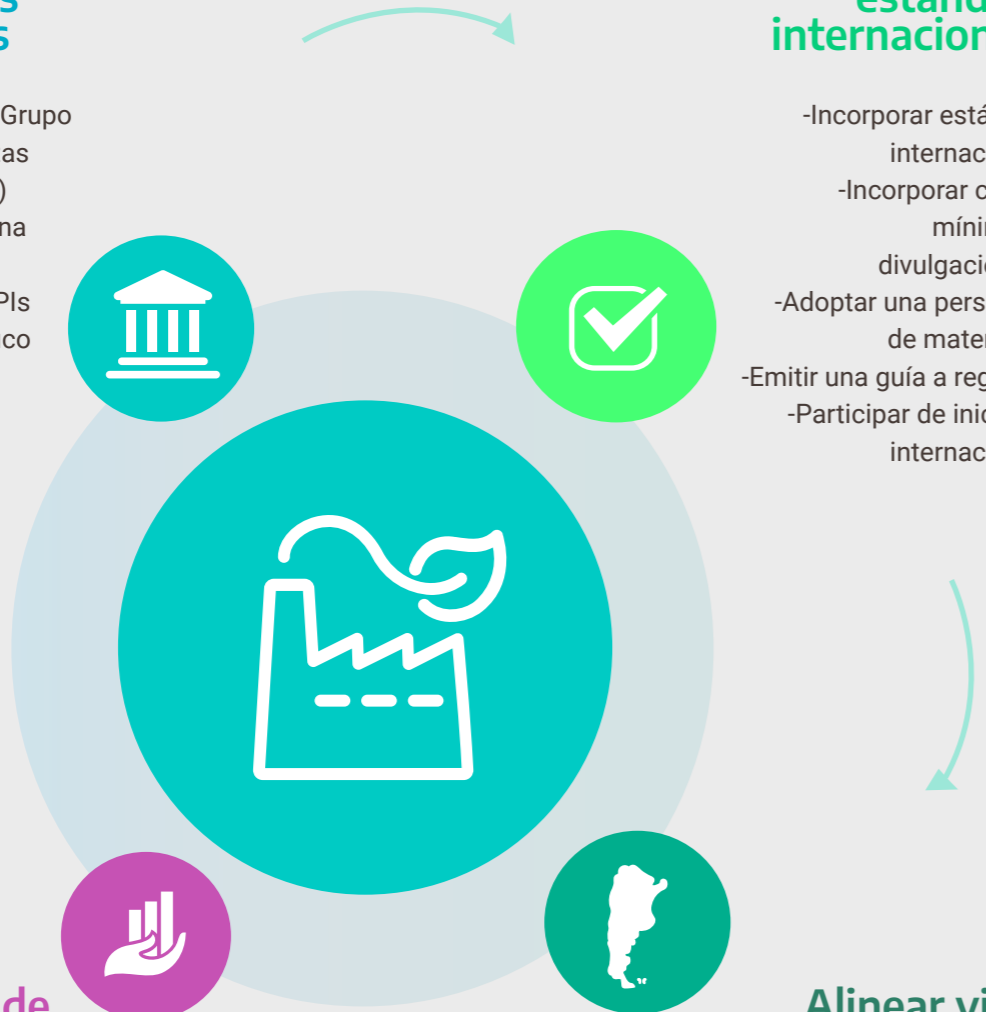 s
Grupo
as
)
na
PIs
co
internacion
-Incorporar está
internac
-Incorporar c
míni
divulgaci
-Adoptar una pers
de mater
-Emitir una guía a reg
-Participar de inic
internac
de
Alinear vi